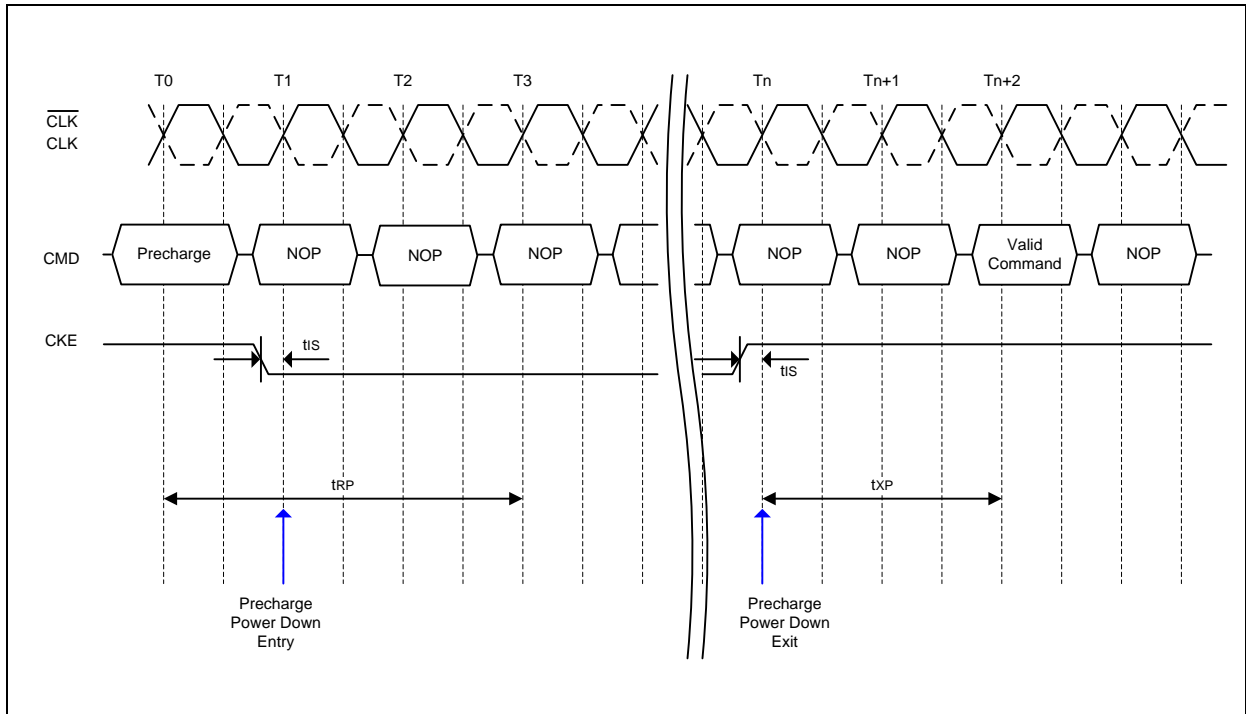 T0 T1 T2 T3 Tn Tn+1 Tn+2
CLK
CLK
CMD Precharge NOP NOP NOP NOP NOP Valid Command NOP
CKE tIS tIS
tRP tXP
Precharge
Power Down
Entry
Precharge
Power Down
Exit